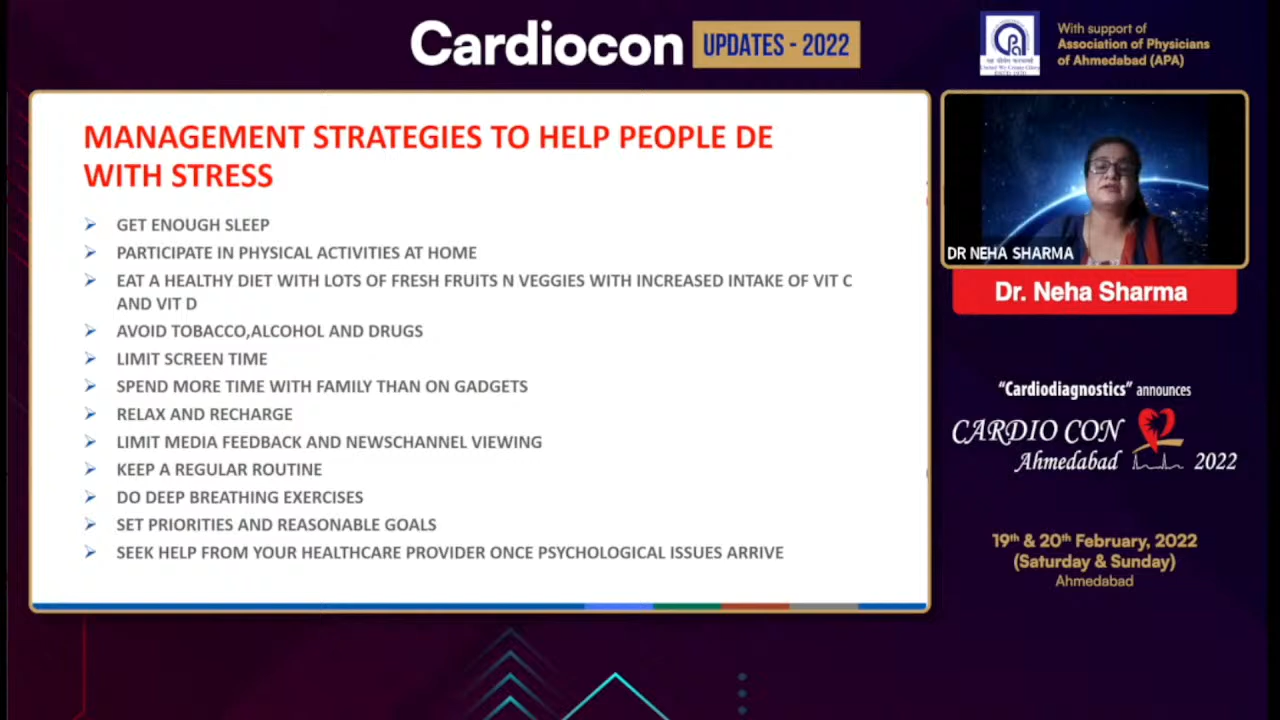 Cardiocon UPDATES - 2022
With support of
Association of Physicians
of Ahmedabad (APA)
MANAGEMENT STRATEGIES TO HELP PEOPLE DE
WITH STRESS
GET ENOUGH SLEEP
PARTICIPATE IN PHYSICAL ACTIVITIES AT HOME
EAT A HEALTHY DIET WITH LOTS OF FRESH FRUITS N VEGGIES WITH INCREASED INTAKE OF VIT C
AND VIT D
AVOID TOBACCO,ALCOHOL AND DRUGS
LIMIT SCREEN TIME
SPEND MORE TIME WITH FAMILY THAN ON GADGETS
RELAX AND RECHARGE
LIMIT MEDIA FEEDBACK AND NEWSCHANNEL VIEWING
KEEP A REGULAR ROUTINE
DO DEEP BREATHING EXERCISES
SET PRIORITIES AND REASONABLE GOALS
SEEK HELP FROM YOUR HEALTHCARE PROVIDER ONCE PSYCHOLOGICAL ISSUES ARRIVE
DR NEHA SHARMA
Dr. Neha Sharma
“Cardiodiagnostics” announces
CARDIO CON
Ahmedabad 2022
19th & 20th February, 2022
(Saturday & Sunday)
Ahmedabad